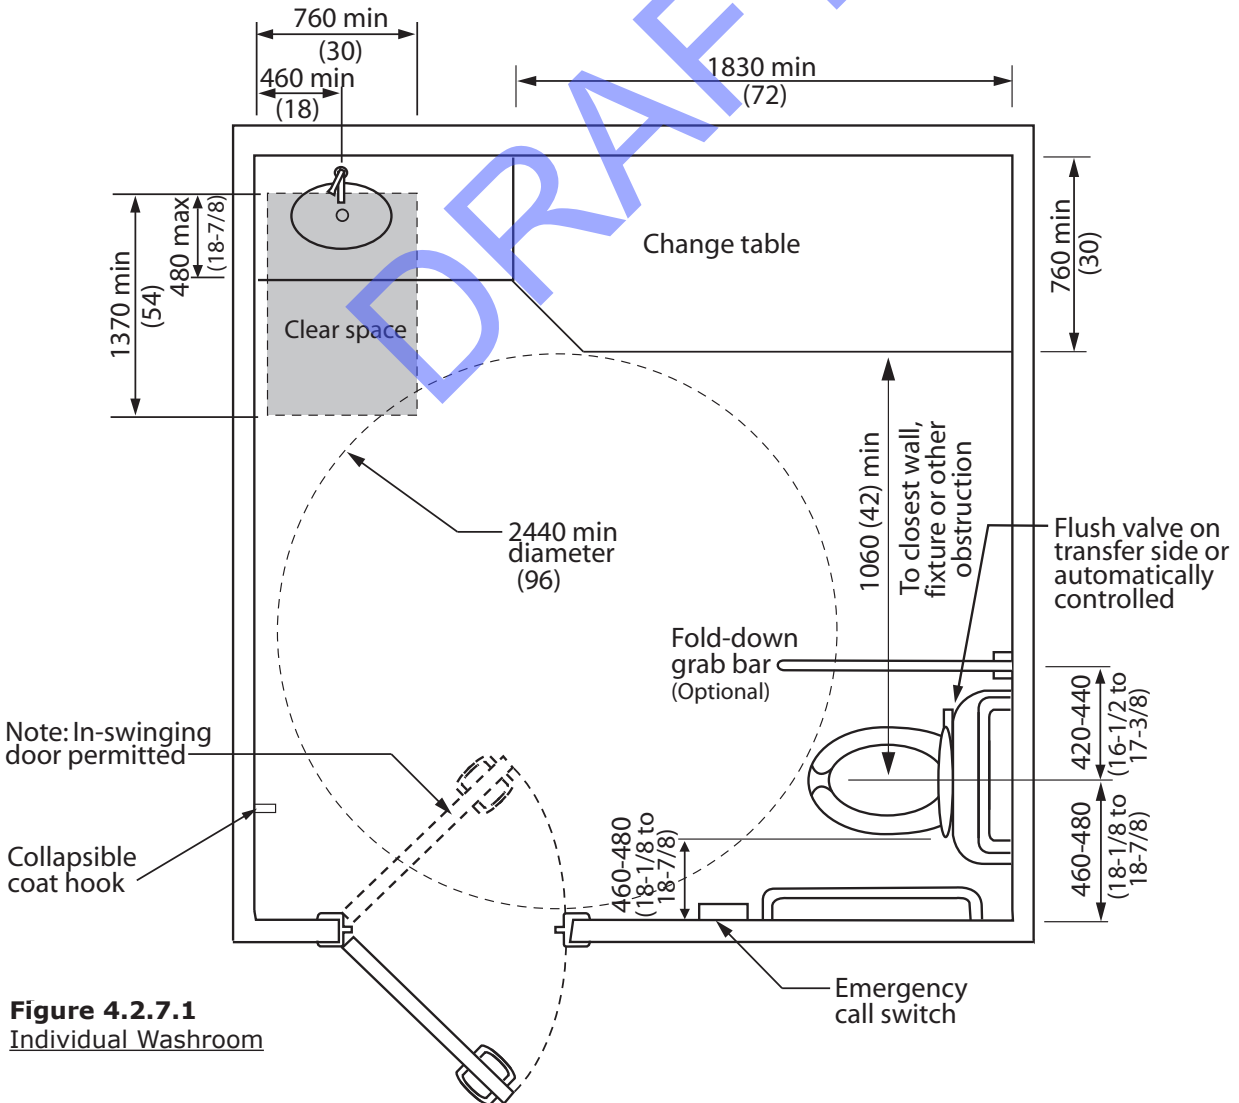 760 min
(30)
460 min
(18)
1830 min
(72)
DRAFT
1370 min
(54)
480 max
(18-7/8)
Clear space
Change table
760 min
(30)
2440 min
diameter
(96)
1060 (42) min
To closest wall,
fixture or other
obstruction
Flush valve on
transfer side or
automatically
controlled
Fold-down
grab bar
(Optional)
420-440
(16-1/2 to
17-3/8)
460-480
(18-1/8 to
18-7/8)
460-480
(18-1/8 to
18-7/8)
Note: In-swinging
door permitted
Collapsible
coat hook
Emergency
call switch
Figure 4.2.7.1
Individual Washroom